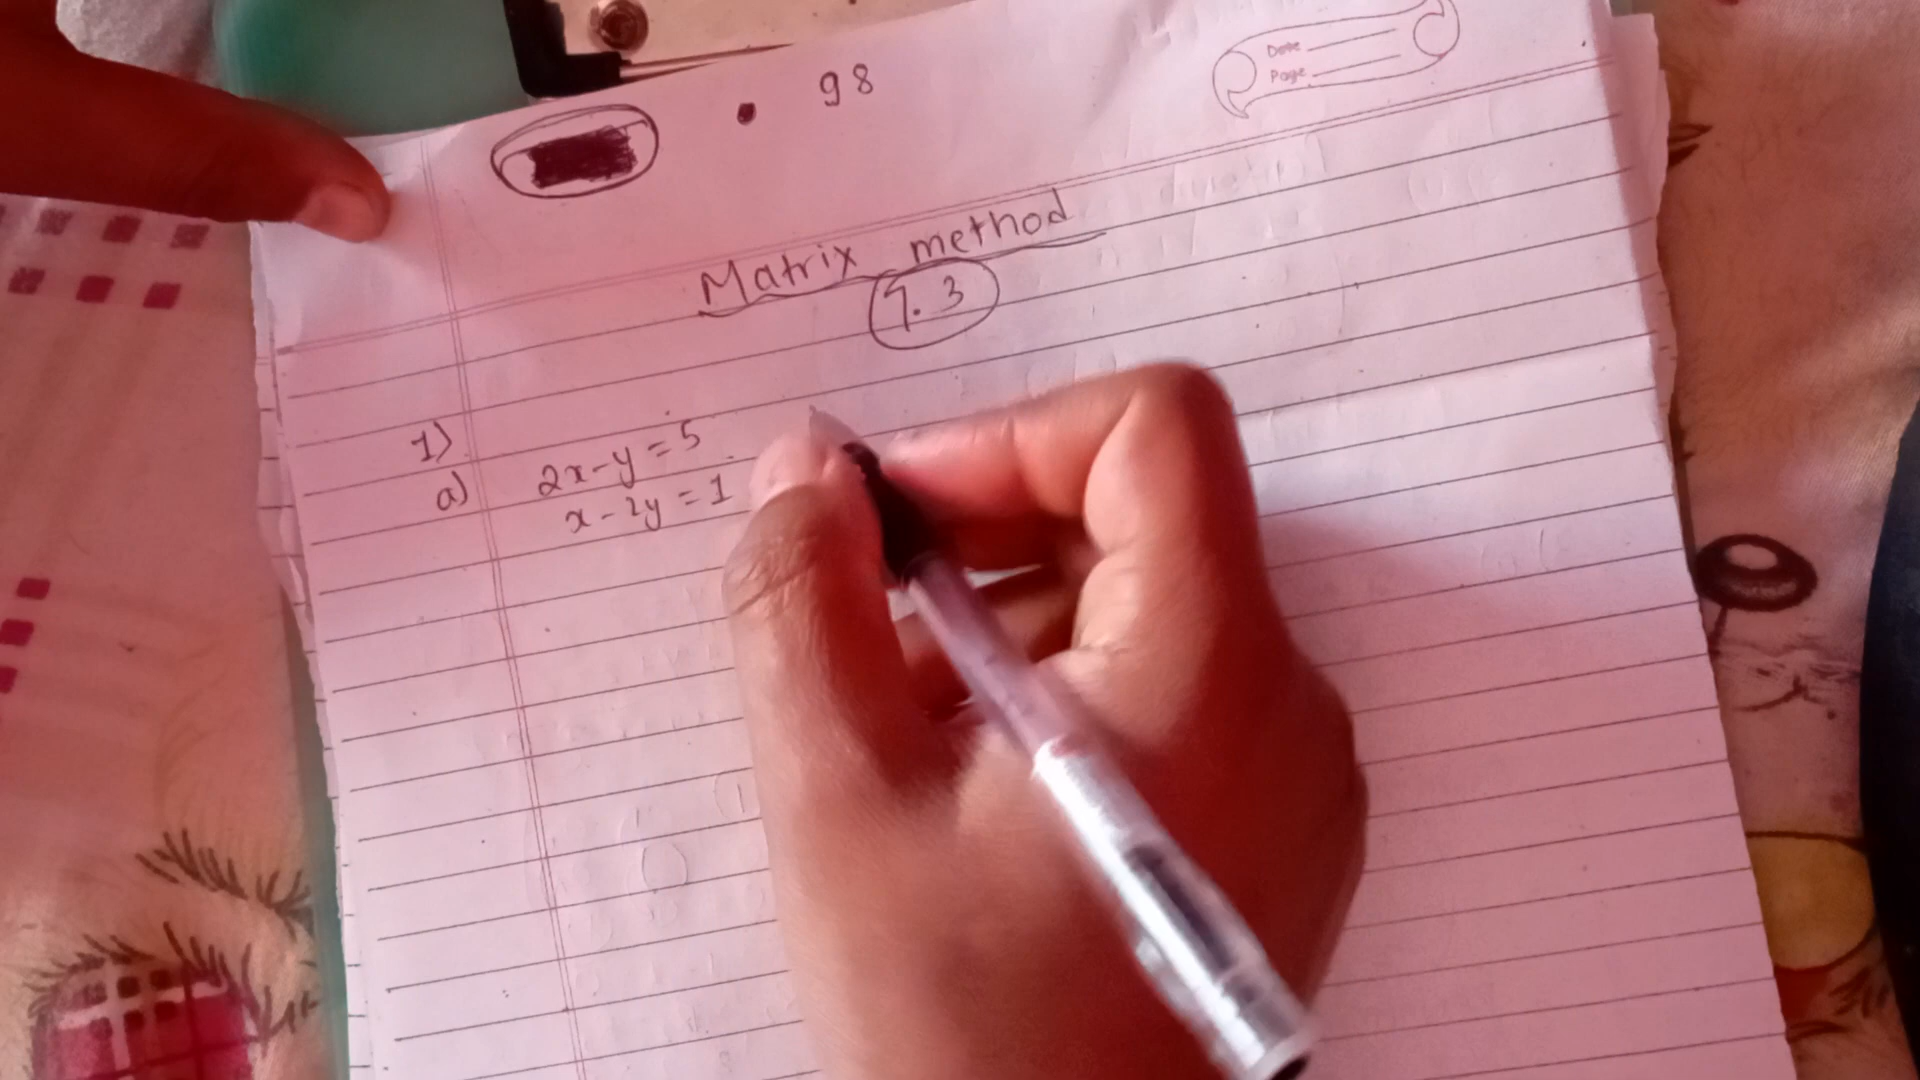 98
Date
Page
Matrix method
7.3
1)
a) 2x-y = 5
x - 2y = 1